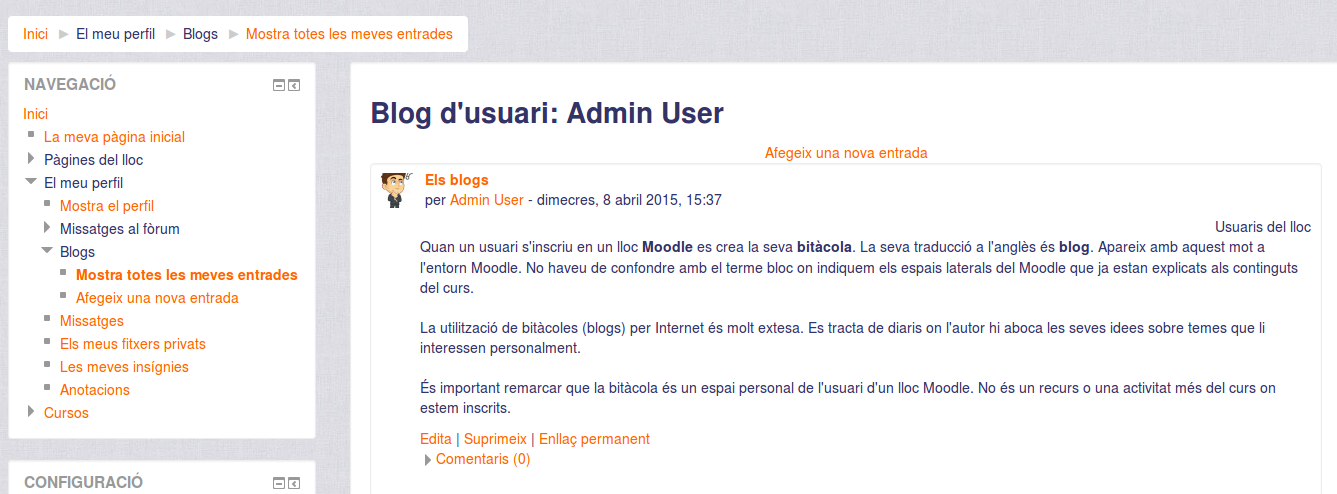 Inici El meu perfil Blogs Mostra totes les meves entrades
NAVEGACIÓ
Inici
La meva pàgina inicial
Pàgines del lloc
El meu perfil
Mostra el perfil
Missatges al fòrum
Blogs
Mostra totes les meves entrades
Afegeix una nova entrada
Missatges
Els meus fitxers privats
Les meves insígnies
Anotacions
Cursos
CONFIGURACIÓ
Blog d'usuari: Admin User
Afegeix una nova entrada
Els blogs
per Admin User - dimecres, 8 abril 2015, 15:37
Usuaris del lloc
Quan un usuari s'inscriu en un lloc Moodle es crea la seva bitàcola. La seva traducció a l'anglès és blog. Apareix amb aquest mot a
l'entorn Moodle. No haveu de confondre amb el terme bloc on indiquem els espais laterals del Moodle que ja estan explicats als continguts
del curs.
La utilització de bitàcoles (blogs) per Internet és molt extesa. Es tracta de diaris on l'autor hi aboca les seves idees sobre temes que li
interessen personalment.
És important remarcar que la bitàcola és un espai personal de l'usuari d'un lloc Moodle. No és un recurs o una activitat més del curs on
estem inscrits.
Edita | Suprimeix | Enllaç permanent
Comentaris (0)